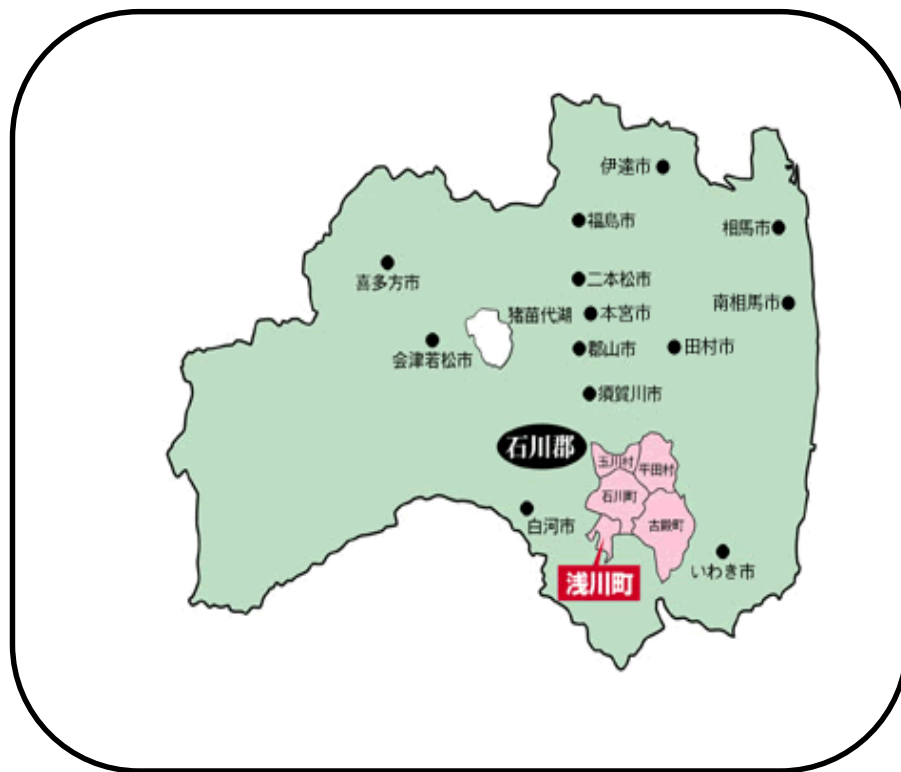 伊達市
福島市
相馬市
喜多方市
二本松市
南相馬市
猪苗代湖
本宮市
会津若松市
郡山市
田村市
須賀川市
石川郡
玉川村
平田村
石川町
白河市
古殿町
いわき市
浅川町